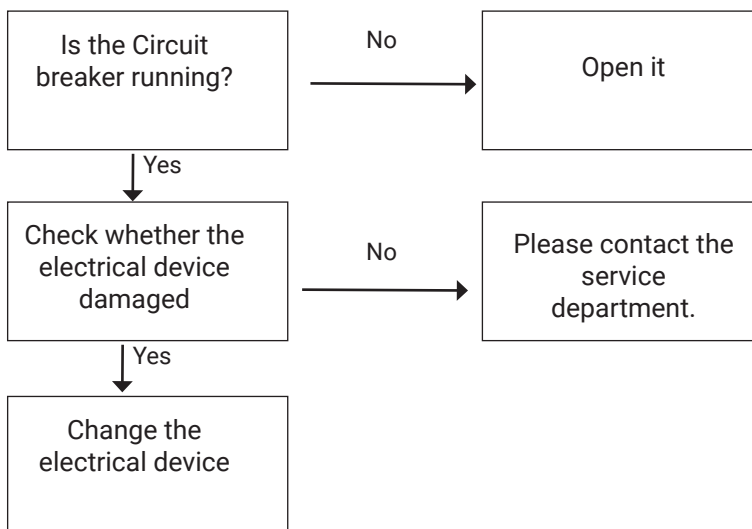 Is the Circuit
breaker running?
No
Open it
Yes
Check whether the
electrical device
damaged
No
Please contact the
service
department.
Yes
Change the
electrical device